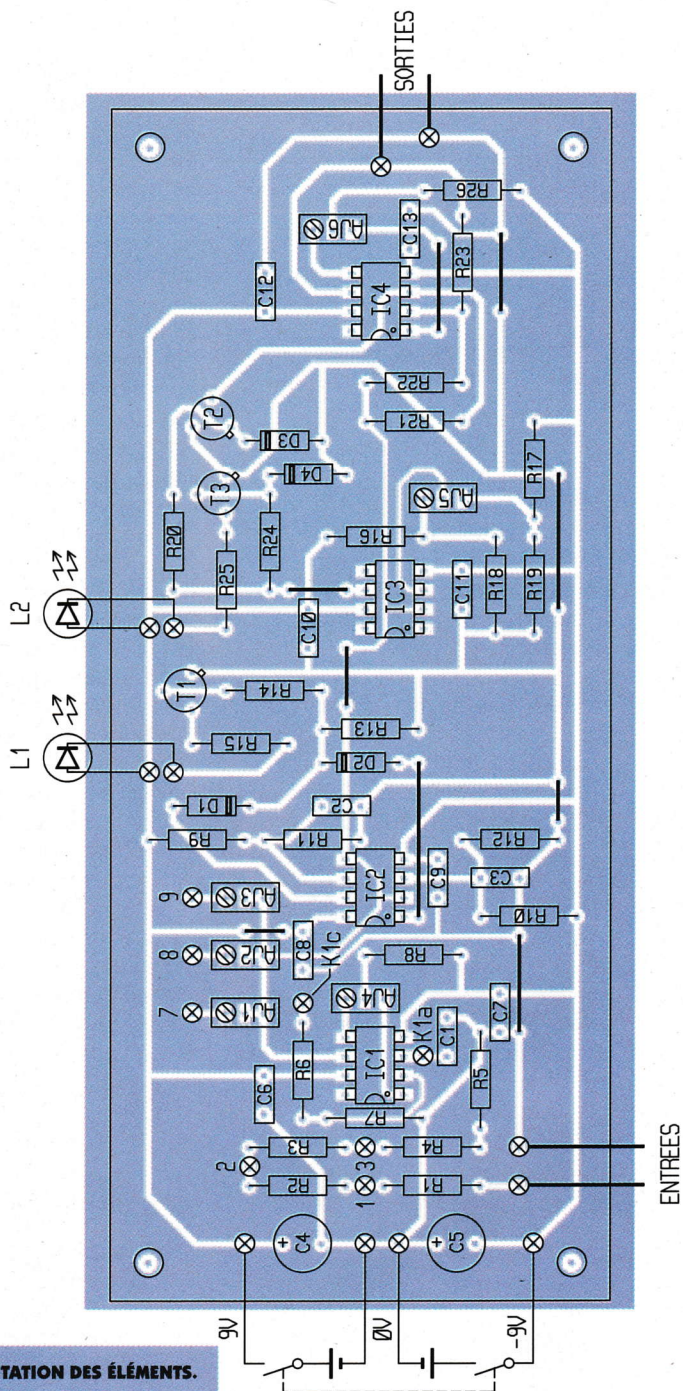 SORTIES
R26
AJ6
C13
C12
R23
IC4
R22
R21
T2
D3
D4
T3
R17
AJ5
R20
R24
R16
R25
IC3
C11
R18
R19
L2
C10
T1
R14
R13
R15
L1
D2
D1
C2
R9
R11
R12
IC2
C9
C3
9
AJ3
R10
8
AJ2
C8
K1c
R8
7
AJ1
AJ4
C7
R6
K1a
C1
IC1
C6
R5
R7
2
R3
3
R4
R2
1
R1
ENTREES
C4
+
C5
+
9V
0V
-9V
TATION DES ÉLÉMENTS.